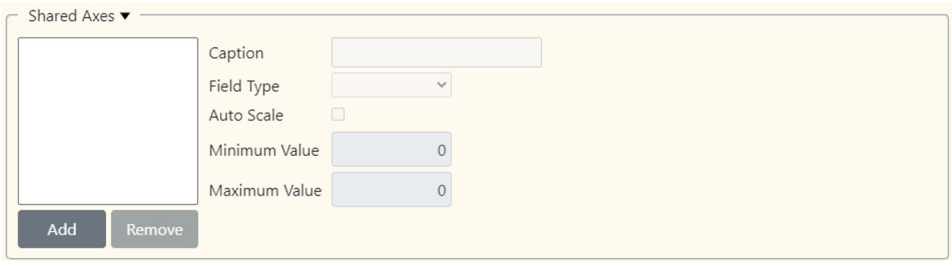 Shared Axes ▼
Caption
Field Type
Auto Scale
Minimum Value 0
Maximum Value 0
Add Remove